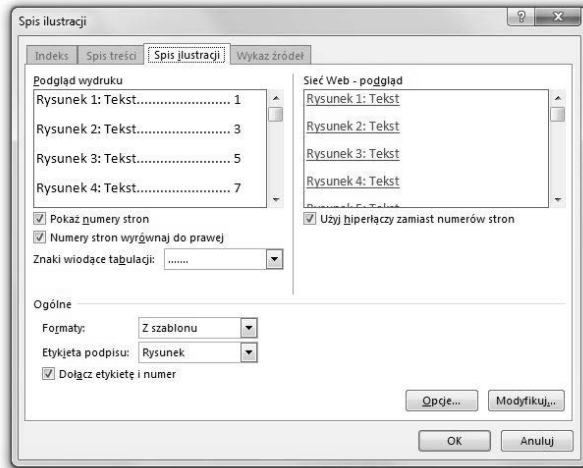 Spis ilustracji
Indeks Spis treści Spis ilustracji Wykaz źródeł
Podgląd wydruku
Rysunek 1: Tekst........................ 1
Rysunek 2: Tekst........................ 3
Rysunek 3: Tekst........................ 5
Rysunek 4: Tekst........................ 7
Pokaż numery stron
Numery stron wyrównaj do prawej
Znaki wiodące tabulacji: .......
Sieć Web - podgląd
Rysunek 1: Tekst
Rysunek 2: Tekst
Rysunek 3: Tekst
Rysunek 4: Tekst
Rysunek 5: Tekst
Użyj hiperłączy zamiast numerów stron
Ogólne
Formaty: Z szablonu
Etykieta podpisu: Rysunek
Dołącz etykietę i numer
Opcje... Modyfikuj...
OK Anuluj